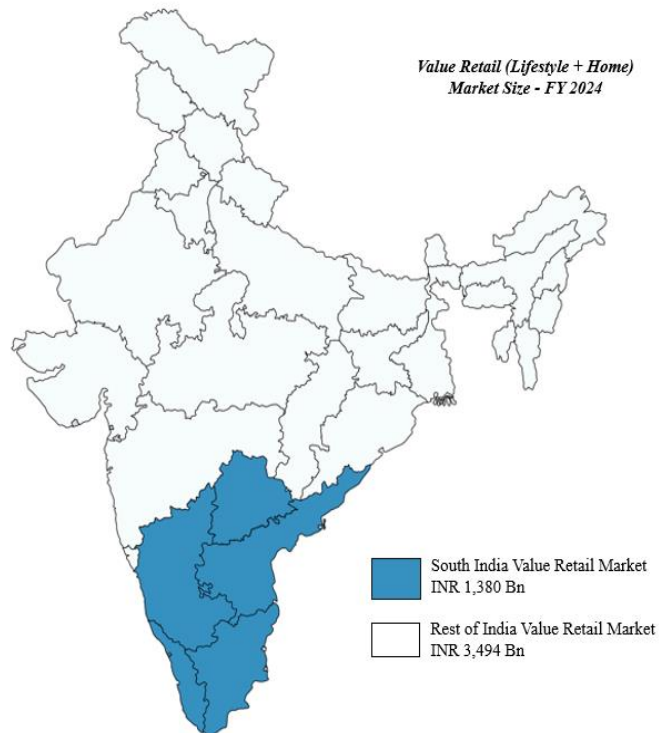 Value Retail (Lifestyle + Home)
Market Size - FY 2024
South India Value Retail Market
INR 1,380 Bn
Rest of India Value Retail Market
INR 3,494 Bn